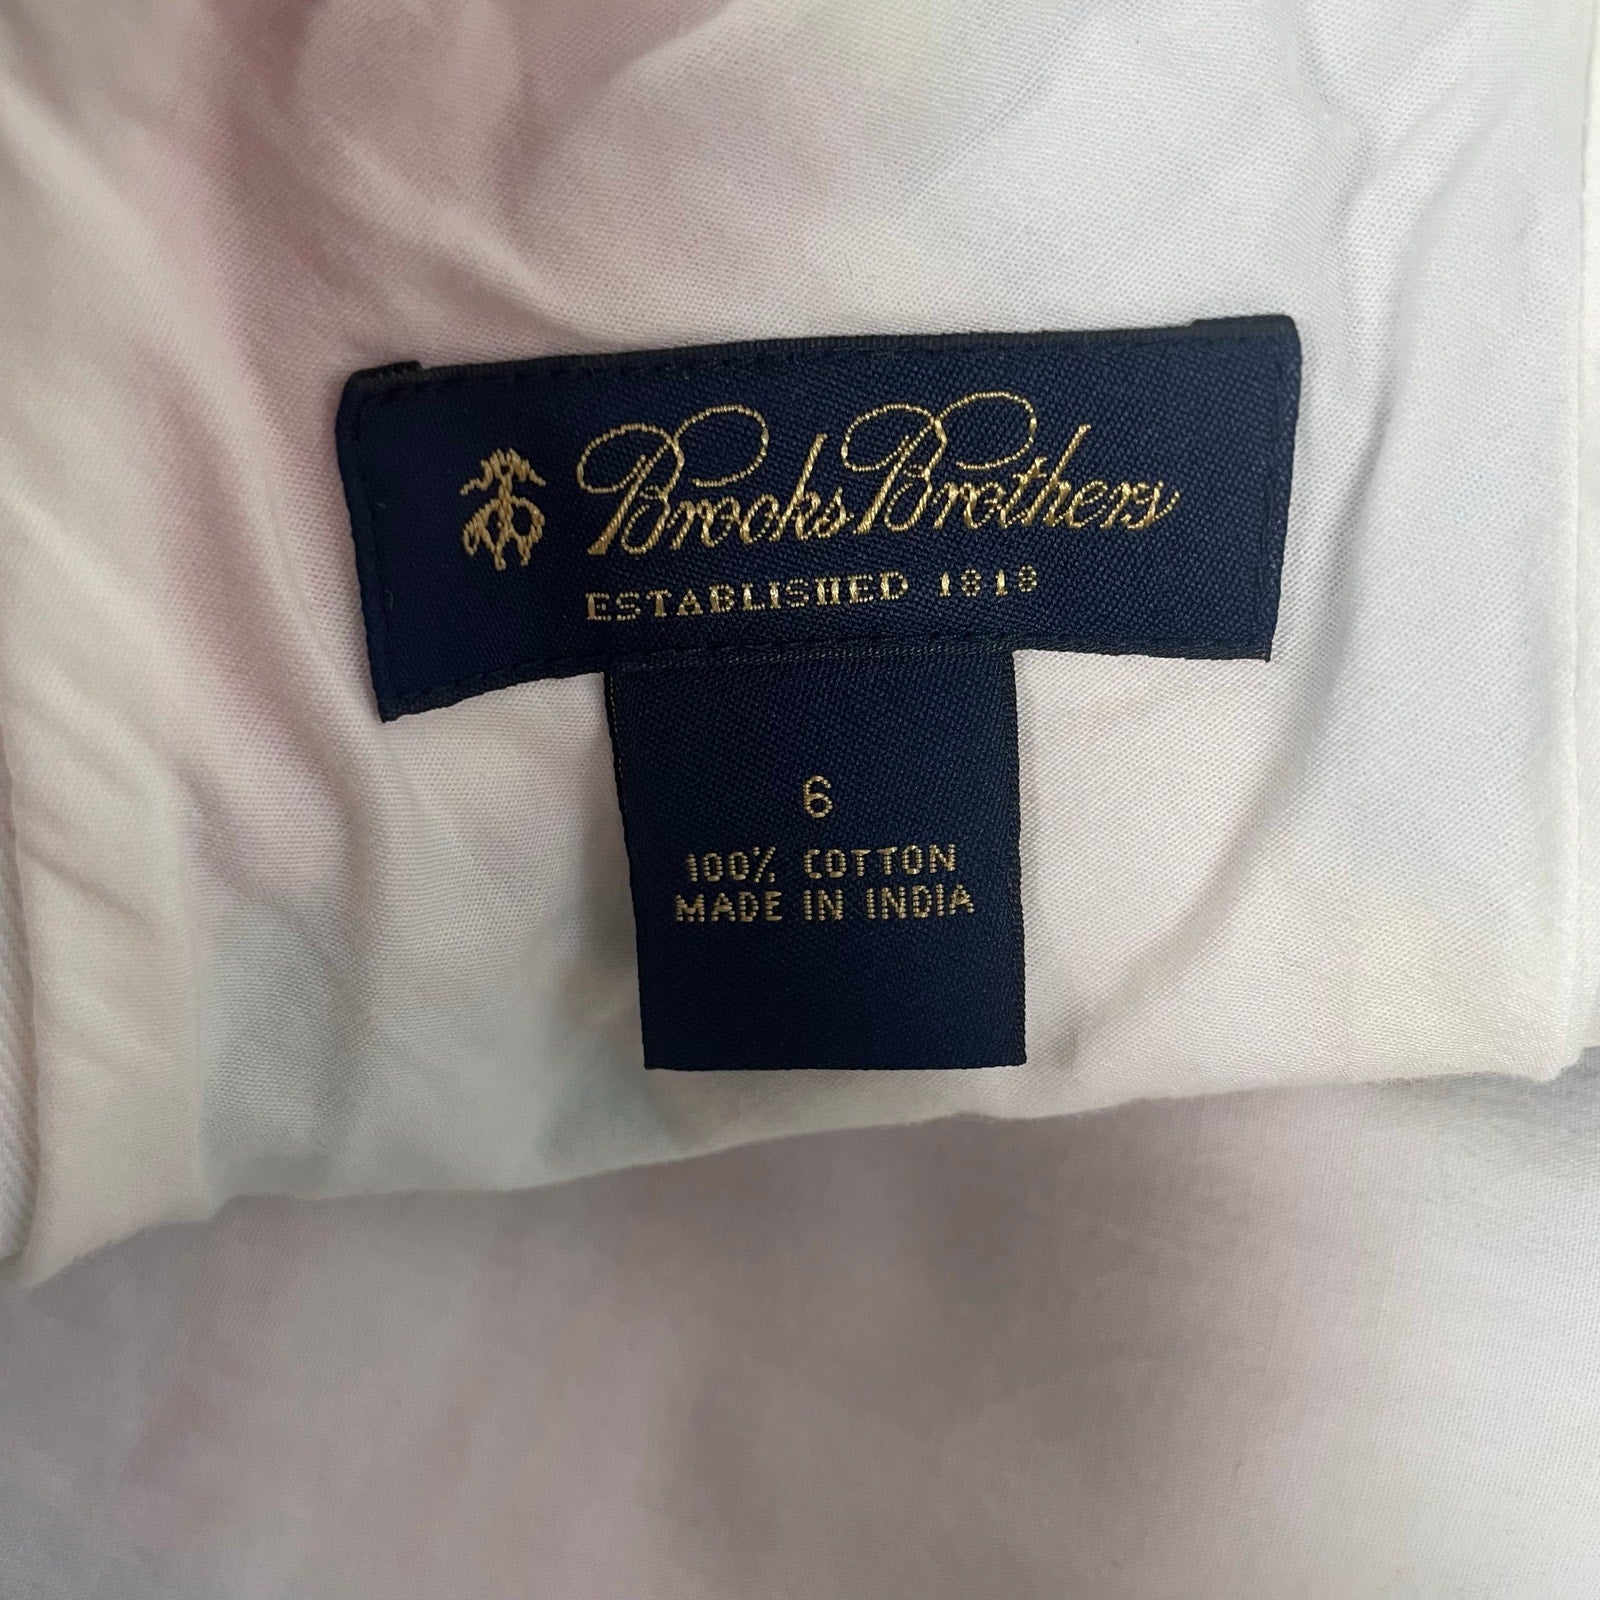 Brooks Brothers
ESTABLISHED 1818
6
100% COTTON
MADE IN INDIA